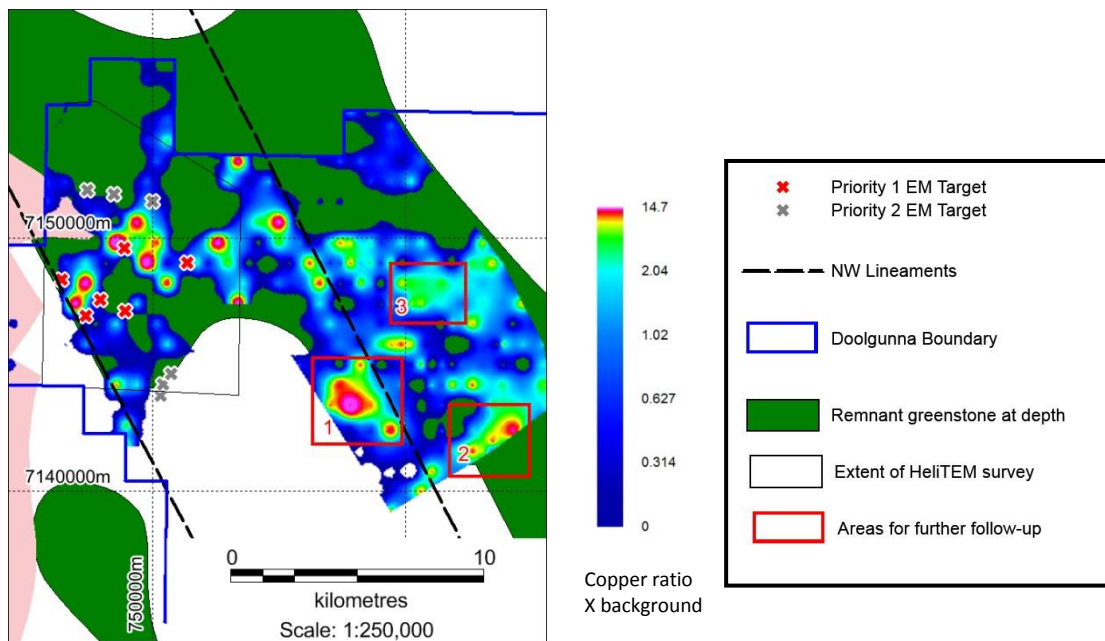 7150000m
3
1
2
7140000m
750000m
0 10
kilometres
Scale: 1:250,000
14.7
2.04
1.02
0.627
0.314
0
Copper ratio
X background
Priority 1 EM Target
Priority 2 EM Target
NW Lineaments
Doolgunna Boundary
Remnant greenstone at depth
Extent of HeliTEM survey
Areas for further follow-up